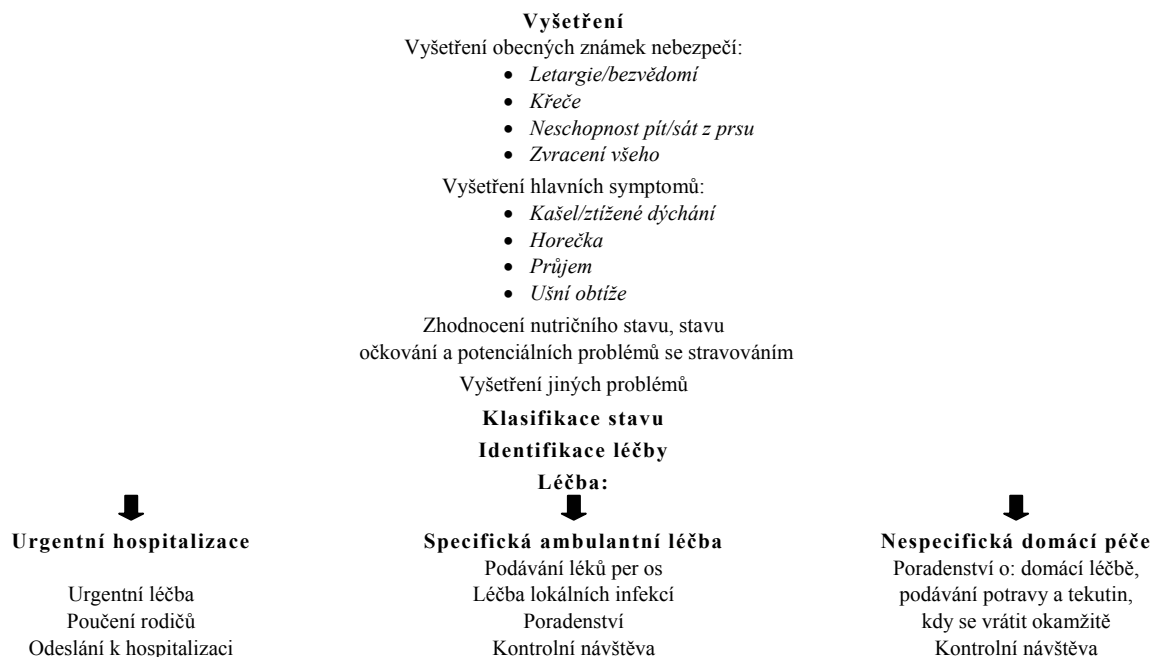 Vyšetření
Vyšetření obecných známek nebezpečí:
• Letargie/bezvědomí
• Křeče
• Neschopnost pít/sát z prsu
• Zvracení všeho
Vyšetření hlavních symptomů:
• Kašel/ztížené dýchání
• Horečka
• Průjem
• Ušní obtíže
Zhodnocení nutričního stavu, stavu
očkování a potenciálních problémů se stravováním
Vyšetření jiných problémů
Klasifikace stavu
Identifikace léčby
Léčba:
Urgentní hospitalizace
Urgentní léčba
Poučení rodičů
Odeslání k hospitalizaci
Specifická ambulantní léčba
Podávání léků per os
Léčba lokálních infekcí
Poradenství
Kontrolní návštěva
Nespecifická domácí péče
Poradenství o: domácí léčbě,
podávání potravy a tekutin,
kdy se vrátit okamžitě
Kontrolní návštěva